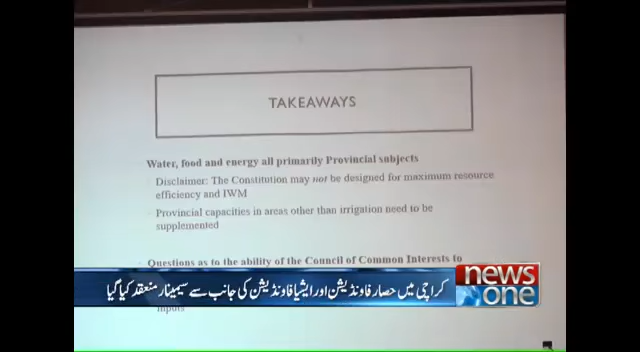 TAKEAWAYS
Water, food and energy all primarily Provincial subjects
Disclaimer: The Constitution may not be designed for maximum resource
efficiency and IWM
Provincial capacities in areas other than irrigation need to be
supplemented
Questions as to the ability of the Council of Common Interests to
کراچی میں حصار فاونڈیشن اور ایشیا فاونڈیشن کی جانب سے سیمینار منعقد کیا گیا
news
one
inputs